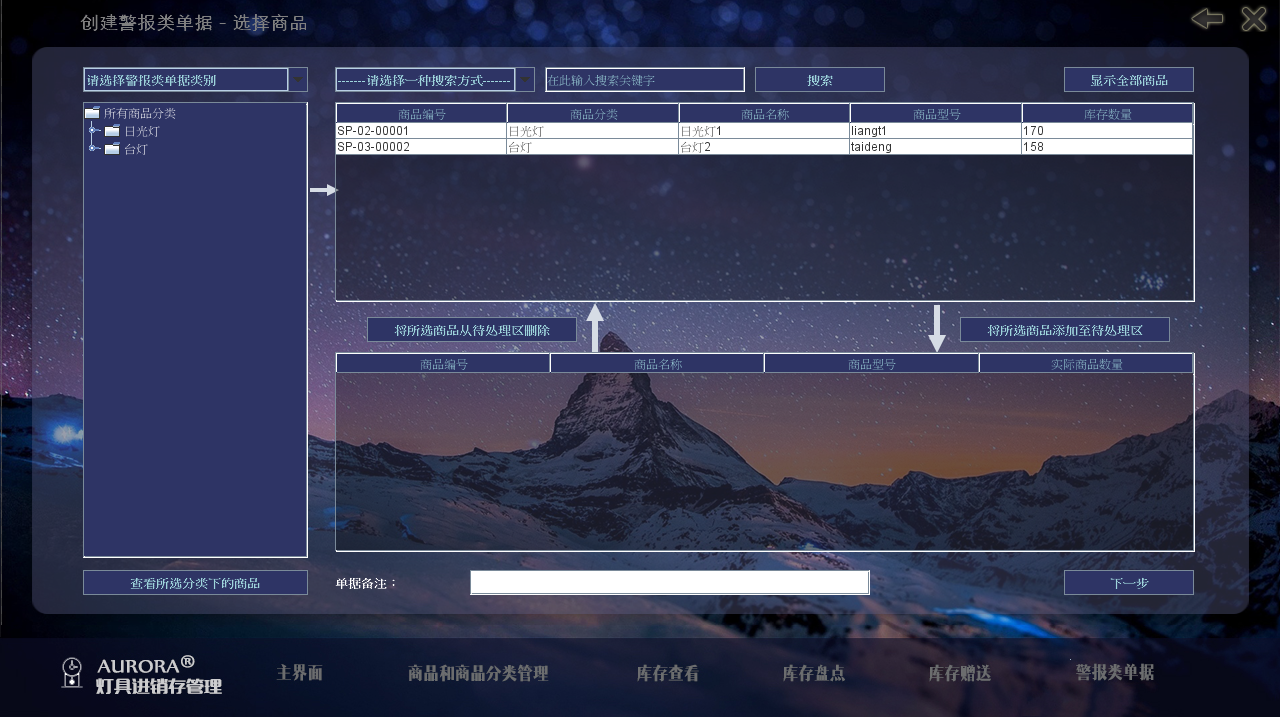 创建警报类单据 - 选择商品
请选择警报类单据类别
-------请选择一种搜索方式-------
在此输入搜索关键字
搜索
显示全部商品
所有商品分类
日光灯
台灯
商品编号 商品分类 商品名称 商品型号 库存数量
SP-02-00001 日光灯 日光灯1 liangt1 170
SP-03-00002 台灯 台灯2 taideng 158
将所选商品从待处理区删除
将所选商品添加至待处理区
商品编号 商品名称 商品型号 实际商品数量
查看所选分类下的商品
单据备注：
下一步
AURORA®
灯具进销存管理
主界面 商品和商品分类管理 库存查看 库存盘点 库存赠送 警报类单据